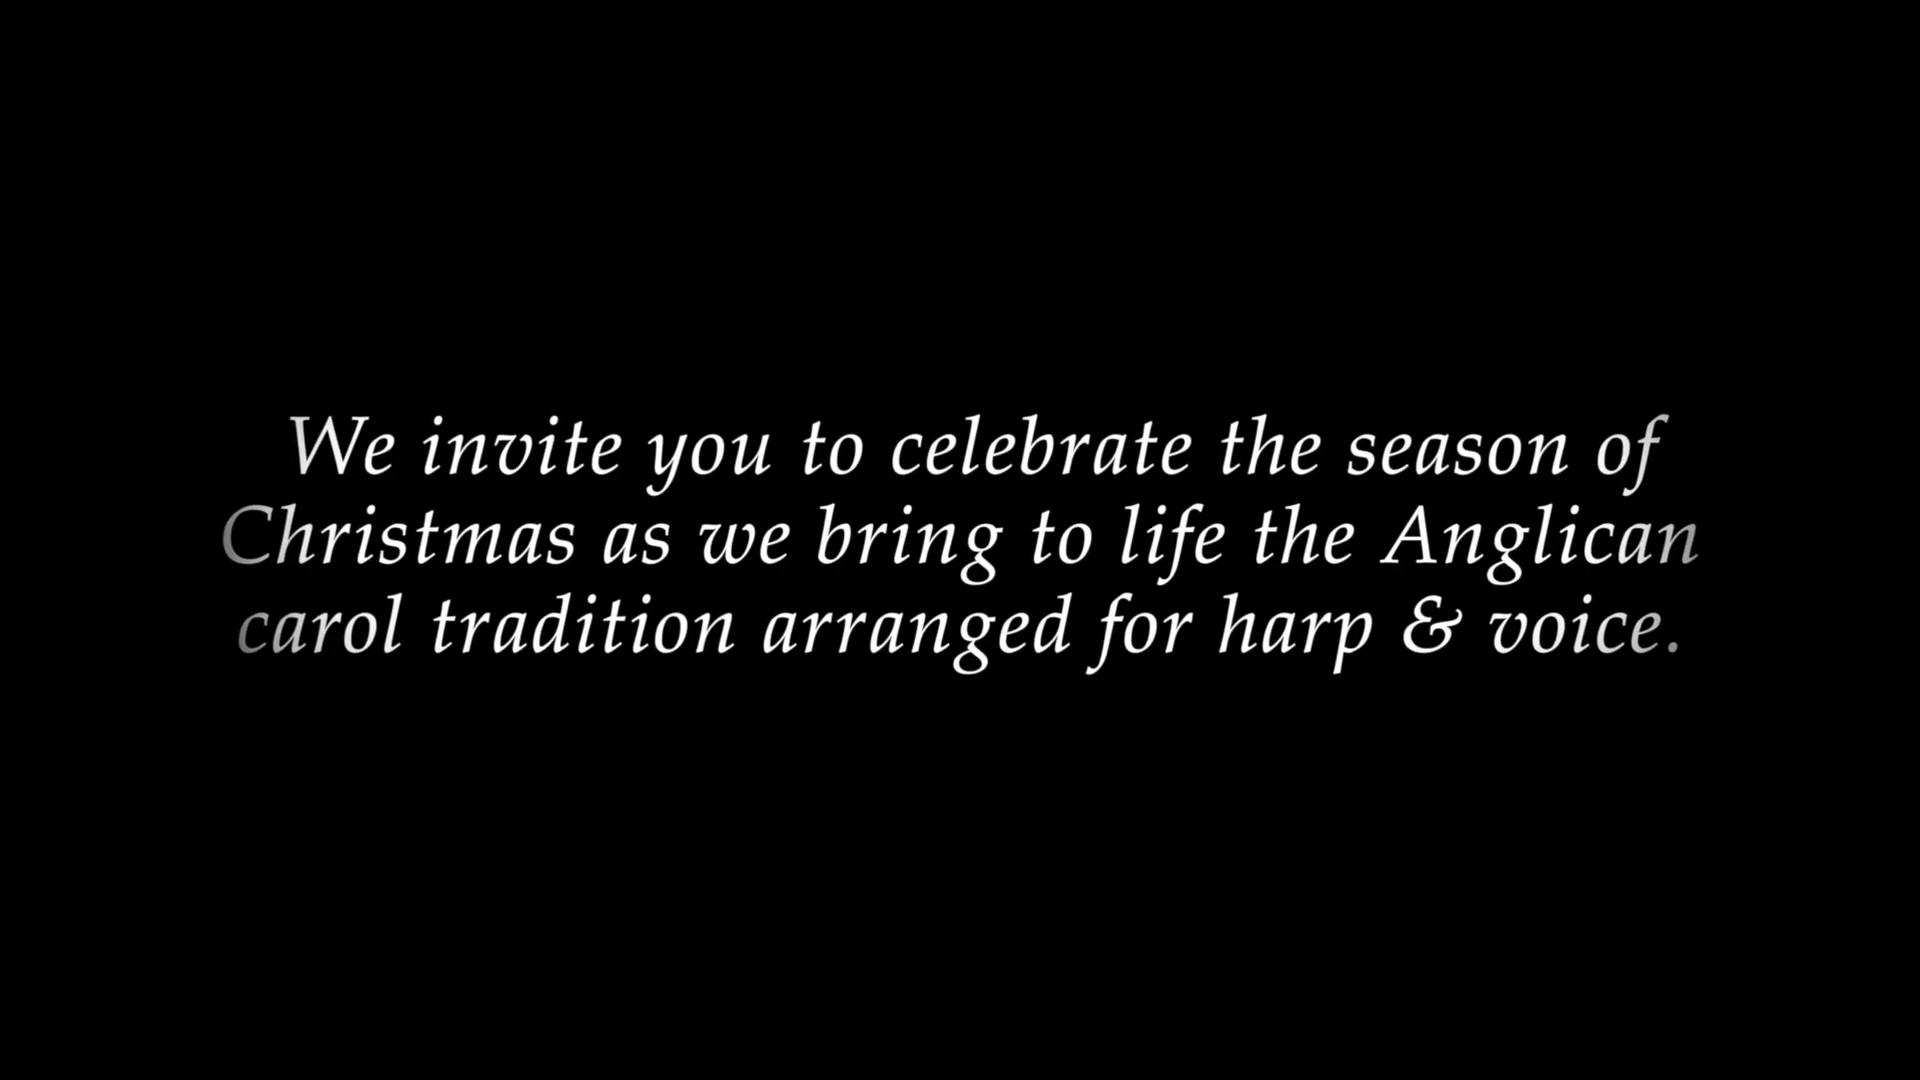 We invite you to celebrate the season of
Christmas as we bring to life the Anglican
carol tradition arranged for harp & voice.